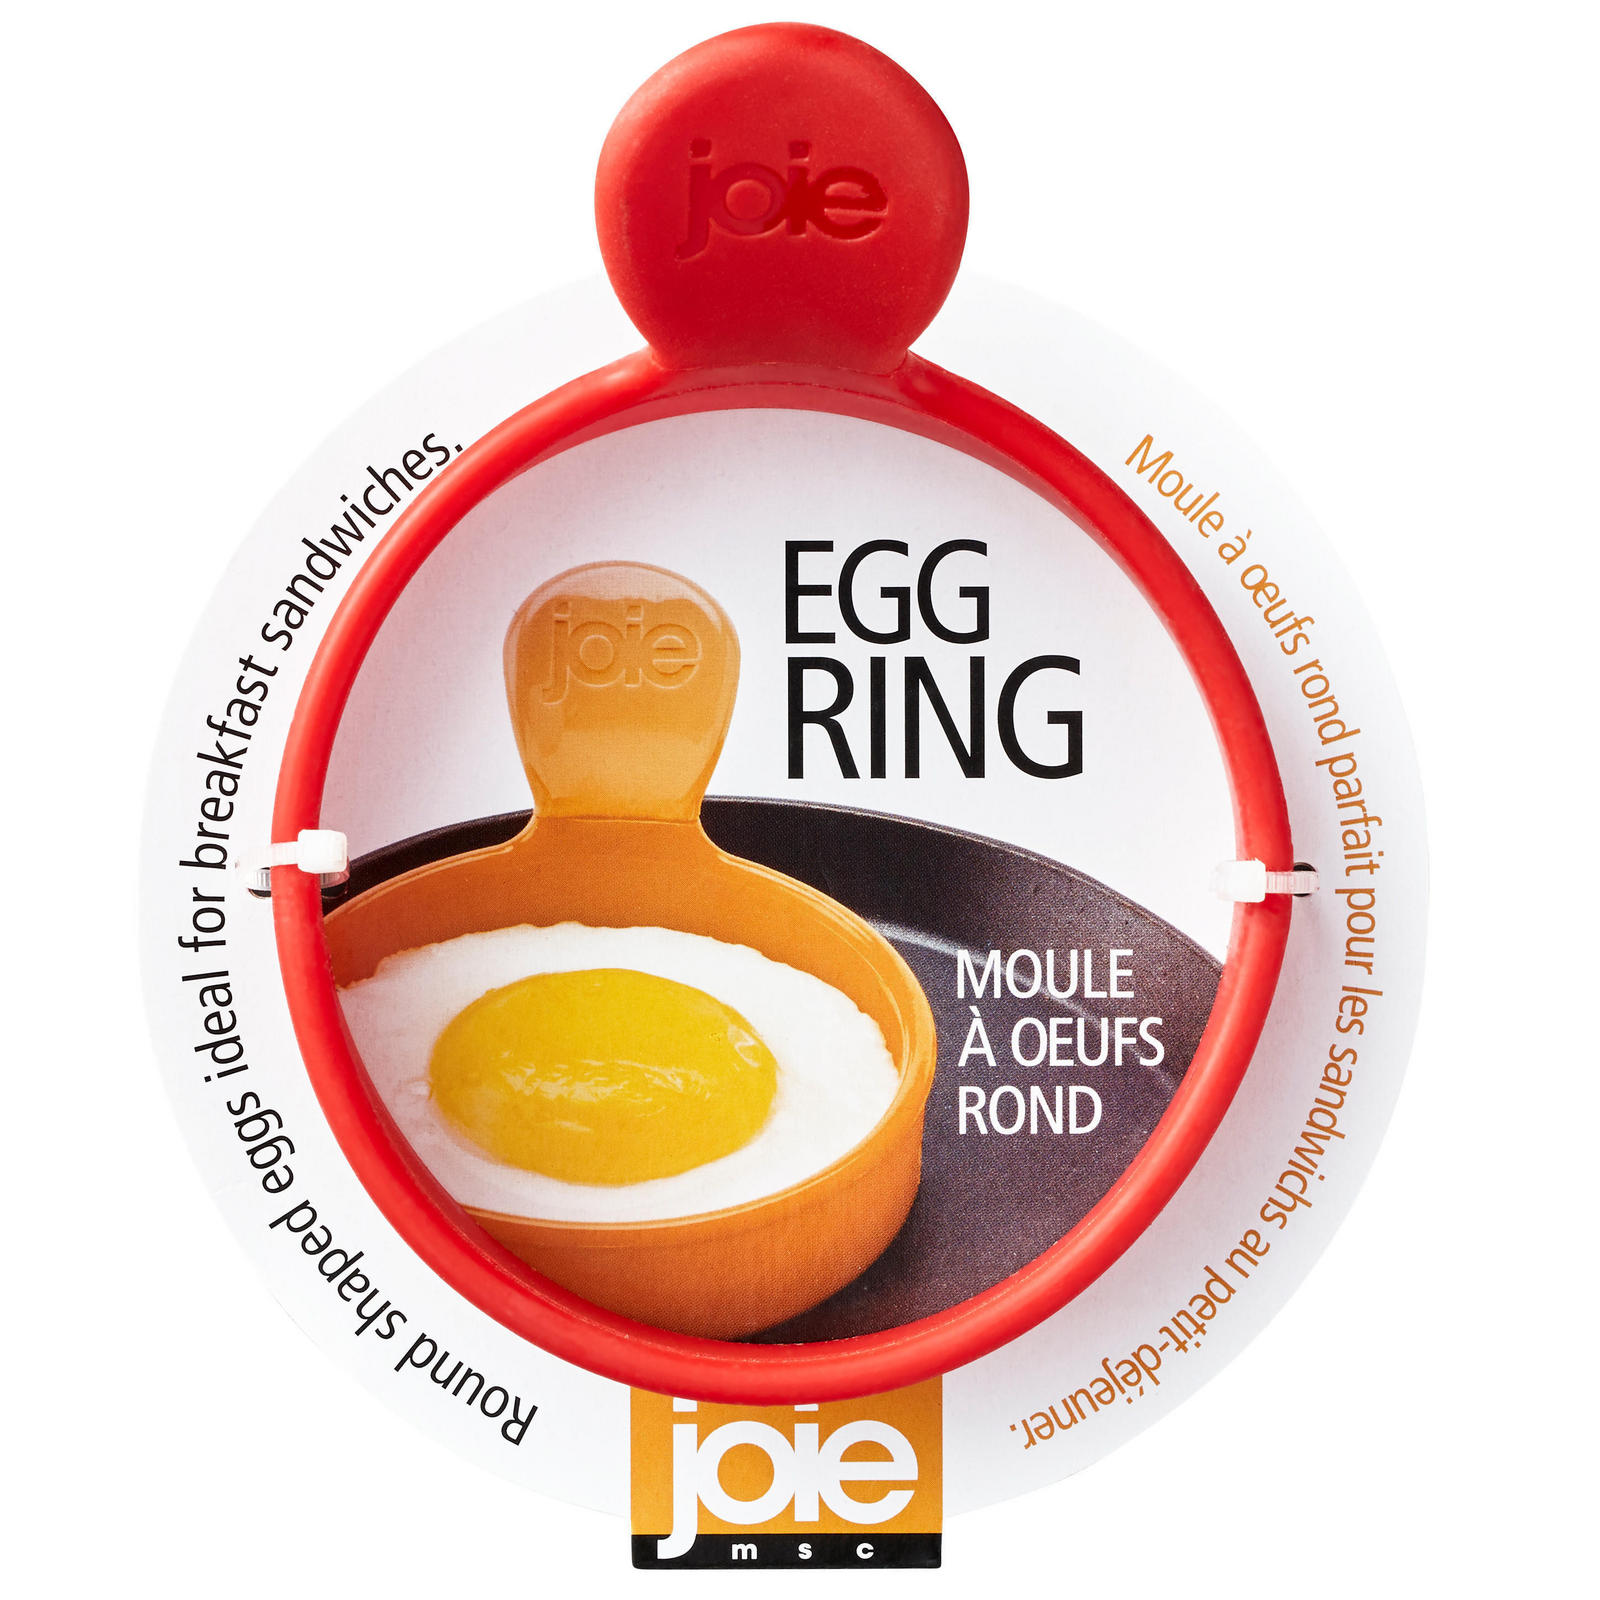 joie
Round shaped eggs ideal for breakfast sandwiches.
Moule à œufs rond parfait pour les sandwichs au petit-déjeuner.
EGG
RING
joie
MOULE
À OEUFS
ROND
joie
msc